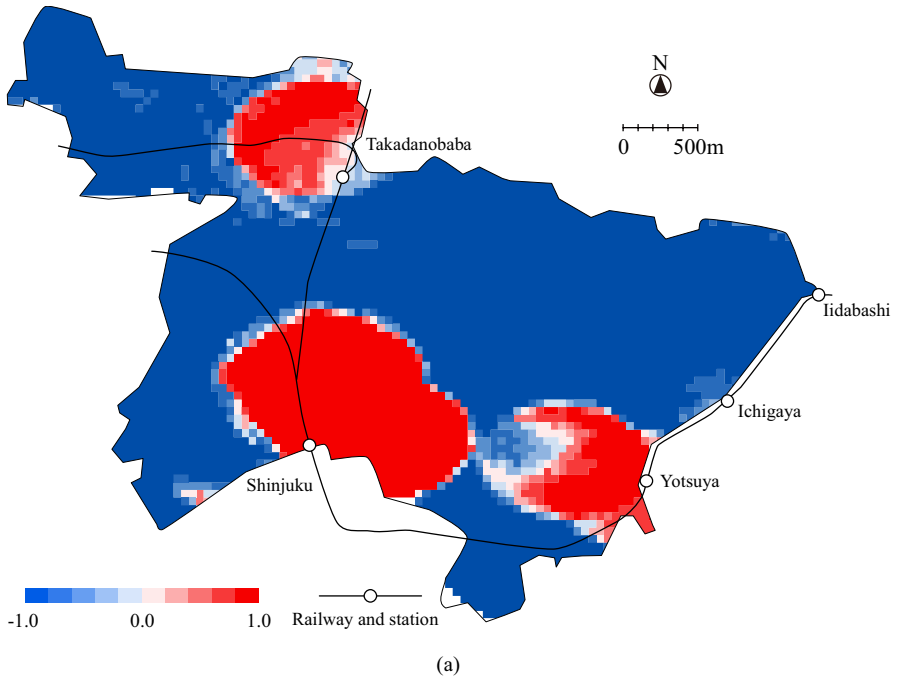 N
0 500m
Takadanobaba
Iidabashi
Ichigaya
Yotsuya
Shinjuku
-1.0 0.0 1.0
Railway and station
(a)